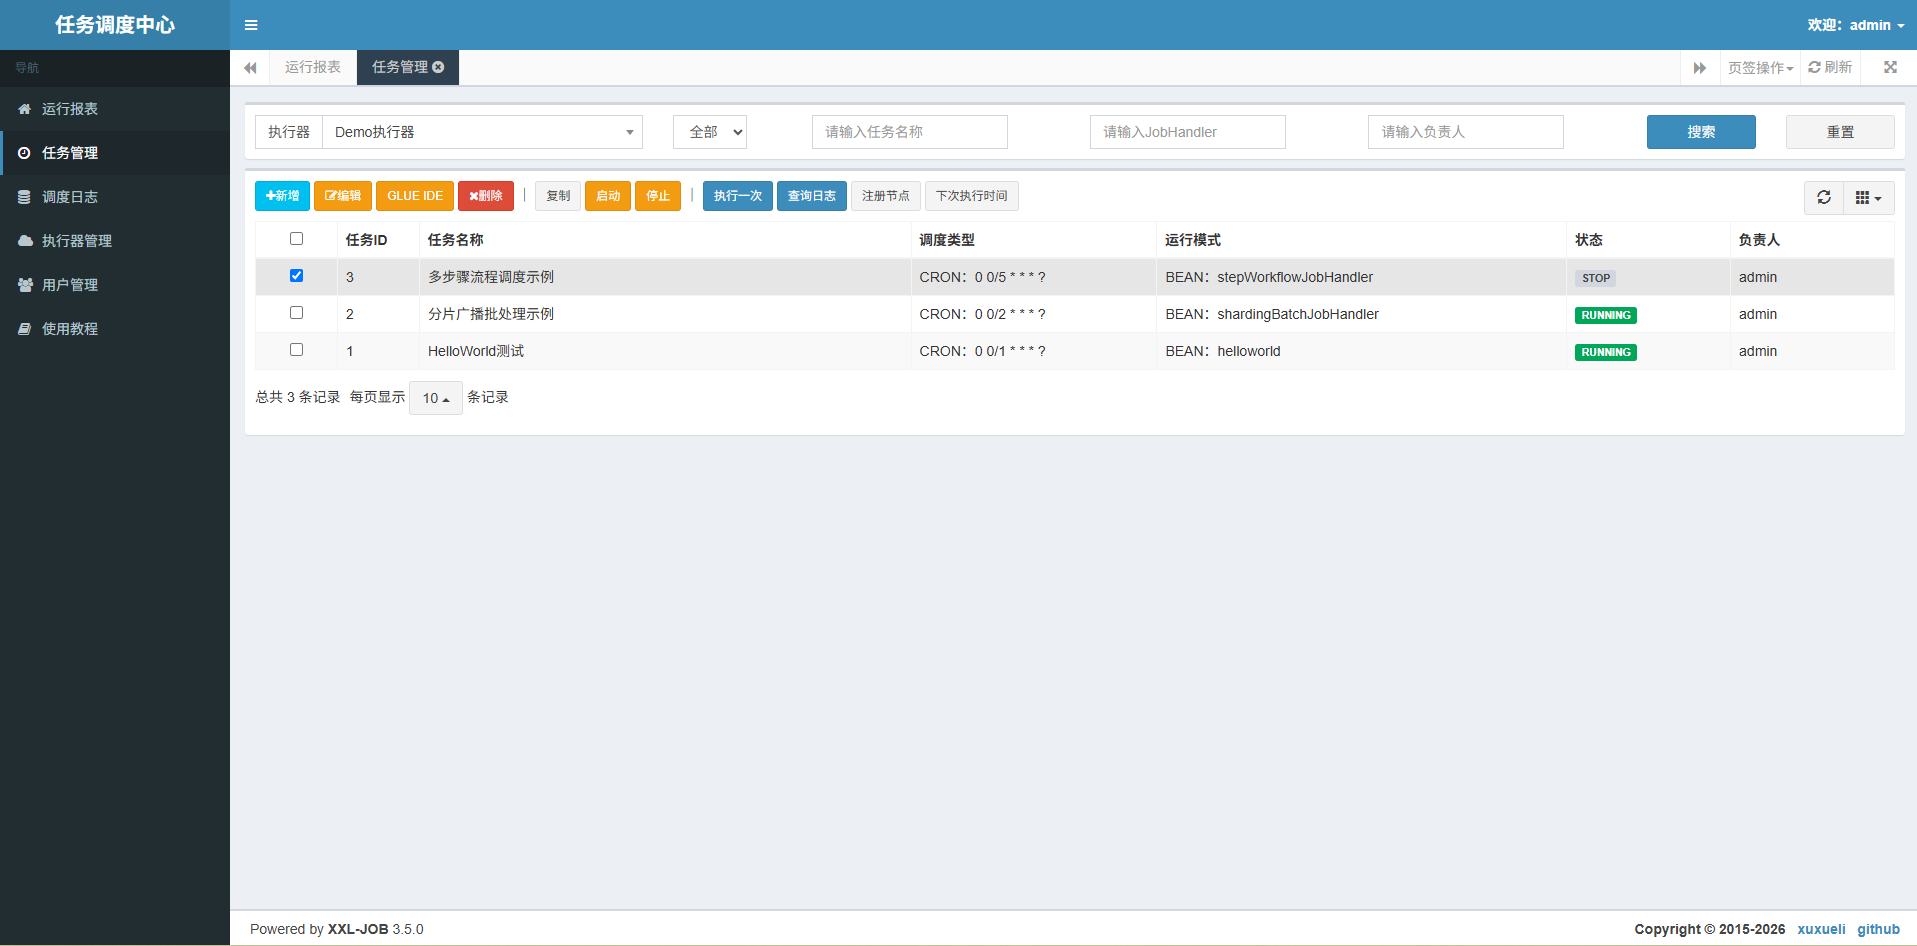 任务调度中心
欢迎：admin
导航
运行报表
任务管理
调度日志
执行器管理
用户管理
使用教程
运行报表 任务管理 页签操作 刷新
执行器 Demo执行器 全部 请输入任务名称 请输入JobHandler 请输入负责人 搜索 重置
新增 编辑 GLUE IDE 删除 | 复制 启动 停止 | 执行一次 查询日志 注册节点 下次执行时间
任务ID 任务名称 调度类型 运行模式 状态 负责人
3 多步骤流程调度示例 CRON：0 0/5 * * * ? BEAN：stepWorkflowJobHandler STOP admin
2 分片广播批处理示例 CRON：0 0/2 * * * ? BEAN：shardingBatchJobHandler RUNNING admin
1 HelloWorld测试 CRON：0 0/1 * * * ? BEAN：helloworld RUNNING admin
总共 3 条记录 每页显示 10 条记录
Powered by XXL-JOB 3.5.0 Copyright © 2015-2026 xuxueli github